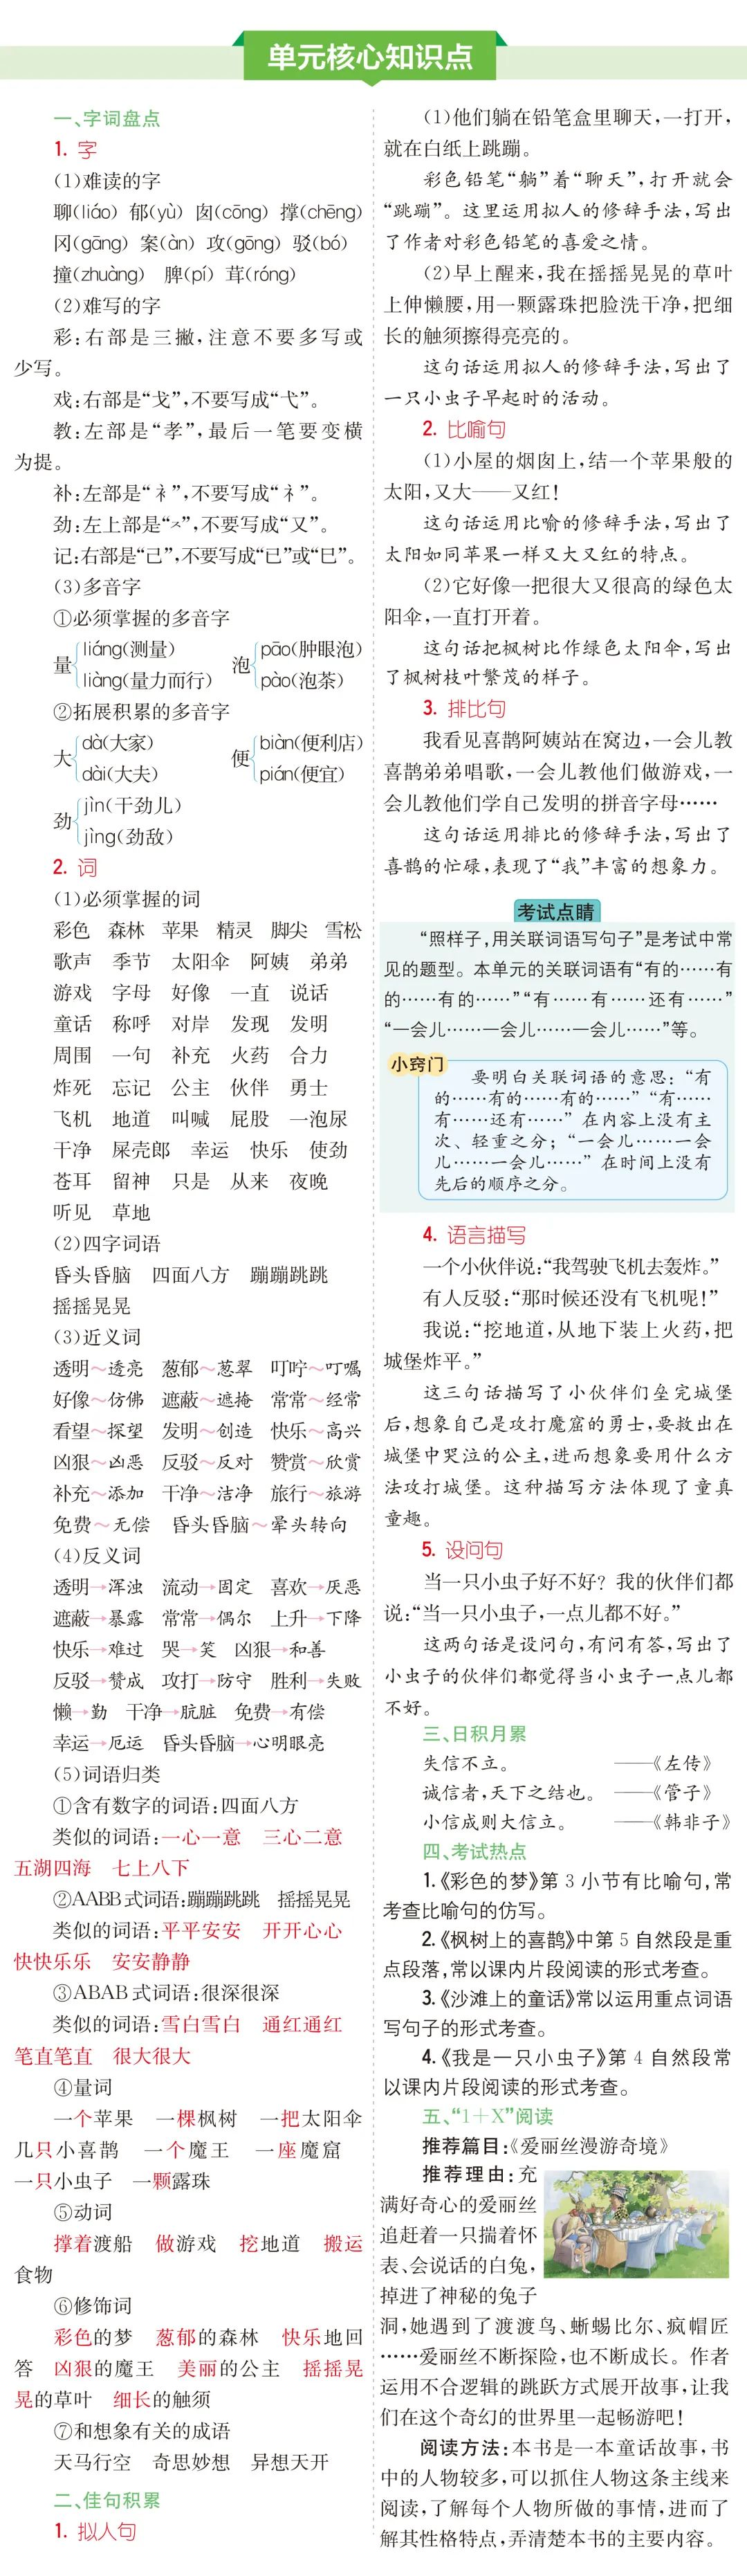 单元核心知识点
一、字词盘点
1. 字
(1)难读的字
聊(liáo) 郁(yù) 囱(cōng) 撑(chēng)
冈(gāng) 案(àn) 攻(gōng) 驳(bó)
撞(zhuàng) 脾(pí) 茸(róng)
(2)难写的字
彩:右部是三撇,注意不要多写或
少写。
戏:右部是“戈”,不要写成“弋”。
教:左部是“孝”,最后一笔要变横
为提。
补:左部是“衤”,不要写成“礻”。
劲:左上部是“”,不要写成“又”。
记:右部是“己”,不要写成“已”或“巳”。
(3)多音字
①必须掌握的多音字
量 liáng(测量) 泡 pāo(肿眼泡)
liàng(量力而行) pào(泡茶)
②拓展积累的多音字
大 dà(大家) 便 biàn(便利店)
dài(大夫) pián(便宜)
劲 jìn(干劲儿)
jìng(劲敌)
2. 词
(1)必须掌握的词
彩色 森林 苹果 精灵 脚尖 雪松
歌声 季节 太阳伞 阿姨 弟弟
游戏 字母 好像 一直 说话
童话 称呼 对岸 发现 发明
周围 一句 补充 火药 合力
炸死 忘记 公主 伙伴 勇士
飞机 地道 叫喊 屁股 一泡尿
干净 屎壳郎 幸运 快乐 使劲
苍耳 留神 只是 从来 夜晚
听见 草地
(2)四字词语
昏头昏脑 四面八方 蹦蹦跳跳
摇摇晃晃
(3)近义词
透明~透亮 葱郁~葱翠 叮咛~叮嘱
好像~仿佛 遮蔽~遮掩 常常~经常
看望~探望 发明~创造 快乐~高兴
凶狠~凶恶 反驳~反对 赞赏~欣赏
补充~添加 干净~洁净 旅行~旅游
免费~无偿 昏头昏脑~晕头转向
(4)反义词
透明→浑浊 流动→固定 喜欢→厌恶
遮蔽→暴露 常常→偶尔 上升→下降
快乐→难过 哭→笑 凶狠→和善
反驳→赞成 攻打→防守 胜利→失败
懒→勤 干净→肮脏 免费→有偿
幸运→厄运 昏头昏脑→心明眼亮
(5)词语归类
①含有数字的词语:四面八方
类似的词语:一心一意 三心二意
五湖四海 七上八下
②AABB式词语:蹦蹦跳跳 摇摇晃晃
类似的词语:平平安安 开开心心
快快乐乐 安安静静
③ABAB式词语:很深很深
类似的词语:雪白雪白 通红通红
笔直笔直 很大很大
④量词
一个苹果 一棵枫树 一把太阳伞
几只小喜鹊 一个魔王 一座魔窟
一只小虫子 一颗露珠
⑤动词
撑着渡船 做游戏 挖地道 搬运
食物
⑥修饰词
彩色的梦 葱郁的森林 快乐地回
答 凶狠的魔王 美丽的公主 摇摇晃
晃的草叶 细长的触须
⑦和想象有关的成语
天马行空 奇思妙想 异想天开
二、佳句积累
1. 拟人句
(1)他们躺在铅笔盒里聊天,一打开,
就在白纸上跳蹦。
彩色铅笔“躺”着“聊天”,打开就会
“跳蹦”。这里运用拟人的修辞手法,写出
了作者对彩色铅笔的喜爱之情。
(2)早上醒来,我在摇摇晃晃的草叶
上伸懒腰,用一颗露珠把脸洗干净,把细
长的触须擦得亮亮的。
这句话运用拟人的修辞手法,写出了
一只小虫子早起时的活动。
2. 比喻句
(1)小屋的烟囱上,结一个苹果般的
太阳,又大——又红!
这句话运用比喻的修辞手法,写出了
太阳如同苹果一样又大又红的特点。
(2)它好像一把很大又很高的绿色太
阳伞,一直打开着。
这句话把枫树比作绿色太阳伞,写出
了枫树枝叶繁茂的样子。
3. 排比句
我看见喜鹊阿姨站在窝边,一会儿教
喜鹊弟弟唱歌,一会儿教他们做游戏,一
会儿教他们学自己发明的拼音字母……
这句话运用排比的修辞手法,写出了
喜鹊的忙碌,表现了“我”丰富的想象力。
考试点睛
“照样子,用关联词语写句子”是考试中常
见的题型。本单元的关联词语有“有的……有
的……有的……”“有……有……还有……”
“一会儿……一会儿……一会儿……”等。
小窍门
要明白关联词语的意思:“有
的……有的……有的……”“有……
有……还有……”在内容上没有主
次、轻重之分;“一会儿……一会
儿……一会儿……”在时间上没有
先后的顺序之分。
4. 语言描写
一个小伙伴说:“我驾驶飞机去轰炸。”
有人反驳:“那时候还没有飞机呢!”
我说:“挖地道,从地下装上火药,把
城堡炸平。”
这三句话描写了小伙伴们垒完城堡
后,想象自己是攻打魔窟的勇士,要救出在
城堡中哭泣的公主,进而想象要用什么方
法攻打城堡。这种描写方法体现了童真
童趣。
5. 设问句
当一只小虫子好不好?我的伙伴们都
说:“当一只小虫子,一点儿都不好。”
这两句话是设问句,有问有答,写出了
小虫子的伙伴们都觉得当小虫子一点儿都
不好。
三、日积月累
失信不立。 ——《左传》
诚信者,天下之结也。 ——《管子》
小信成则大信立。 ——《韩非子》
四、考试热点
1.《彩色的梦》第3小节有比喻句,常
考查比喻句的仿写。
2.《枫树上的喜鹊》中第5自然段是重
点段落,常以课内片段阅读的形式考查。
3.《沙滩上的童话》常以运用重点词语
写句子的形式考查。
4.《我是一只小虫子》第4自然段常
以课内片段阅读的形式考查。
五、“1+X”阅读
推荐篇目:《爱丽丝漫游奇境》
推荐理由:充
满好奇心的爱丽丝
追赶着一只揣着怀
表、会说话的白兔,
掉进了神秘的兔子
洞,她遇到了渡渡鸟、蜥蜴比尔、疯帽匠
……爱丽丝不断探险,也不断成长。作者
运用不合逻辑的跳跃方式展开故事,让我
们在这个奇幻的世界里一起畅游吧!
阅读方法:本书是一本童话故事,书
中的人物较多,可以抓住人物这条主线来
阅读,了解每个人物所做的事情,进而了
解其性格特点,弄清楚本书的主要内容。